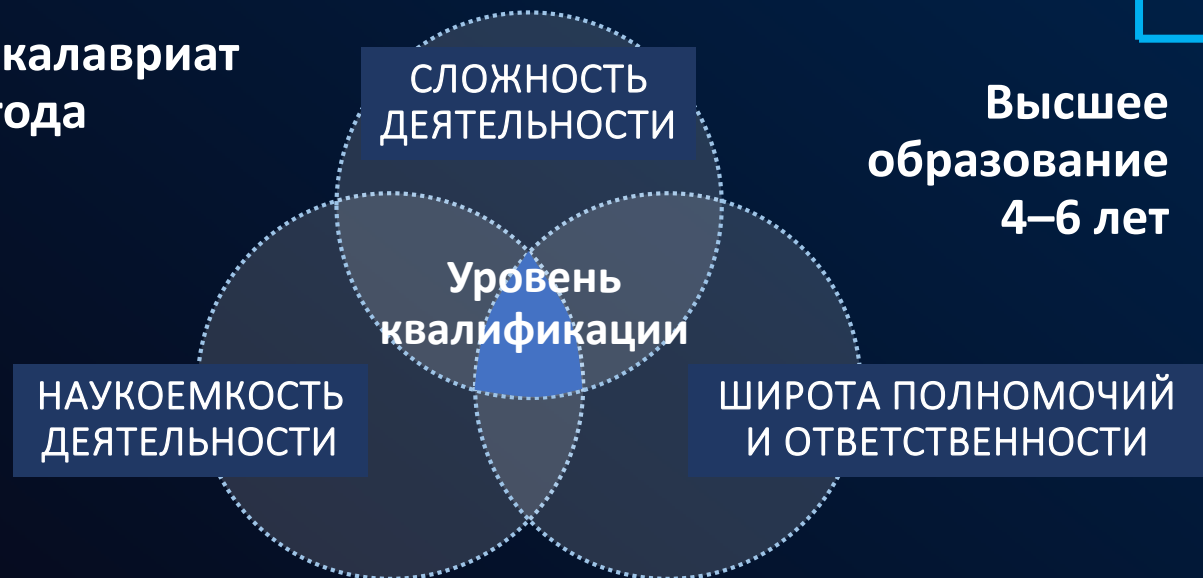 калавриат
года
СЛОЖНОСТЬ
ДЕЯТЕЛЬНОСТИ
Высшее
образование
4–6 лет
Уровень
квалификации
НАУКОЕМКОСТЬ
ДЕЯТЕЛЬНОСТИ
ШИРОТА ПОЛНОМОЧИЙ
И ОТВЕТСТВЕННОСТИ